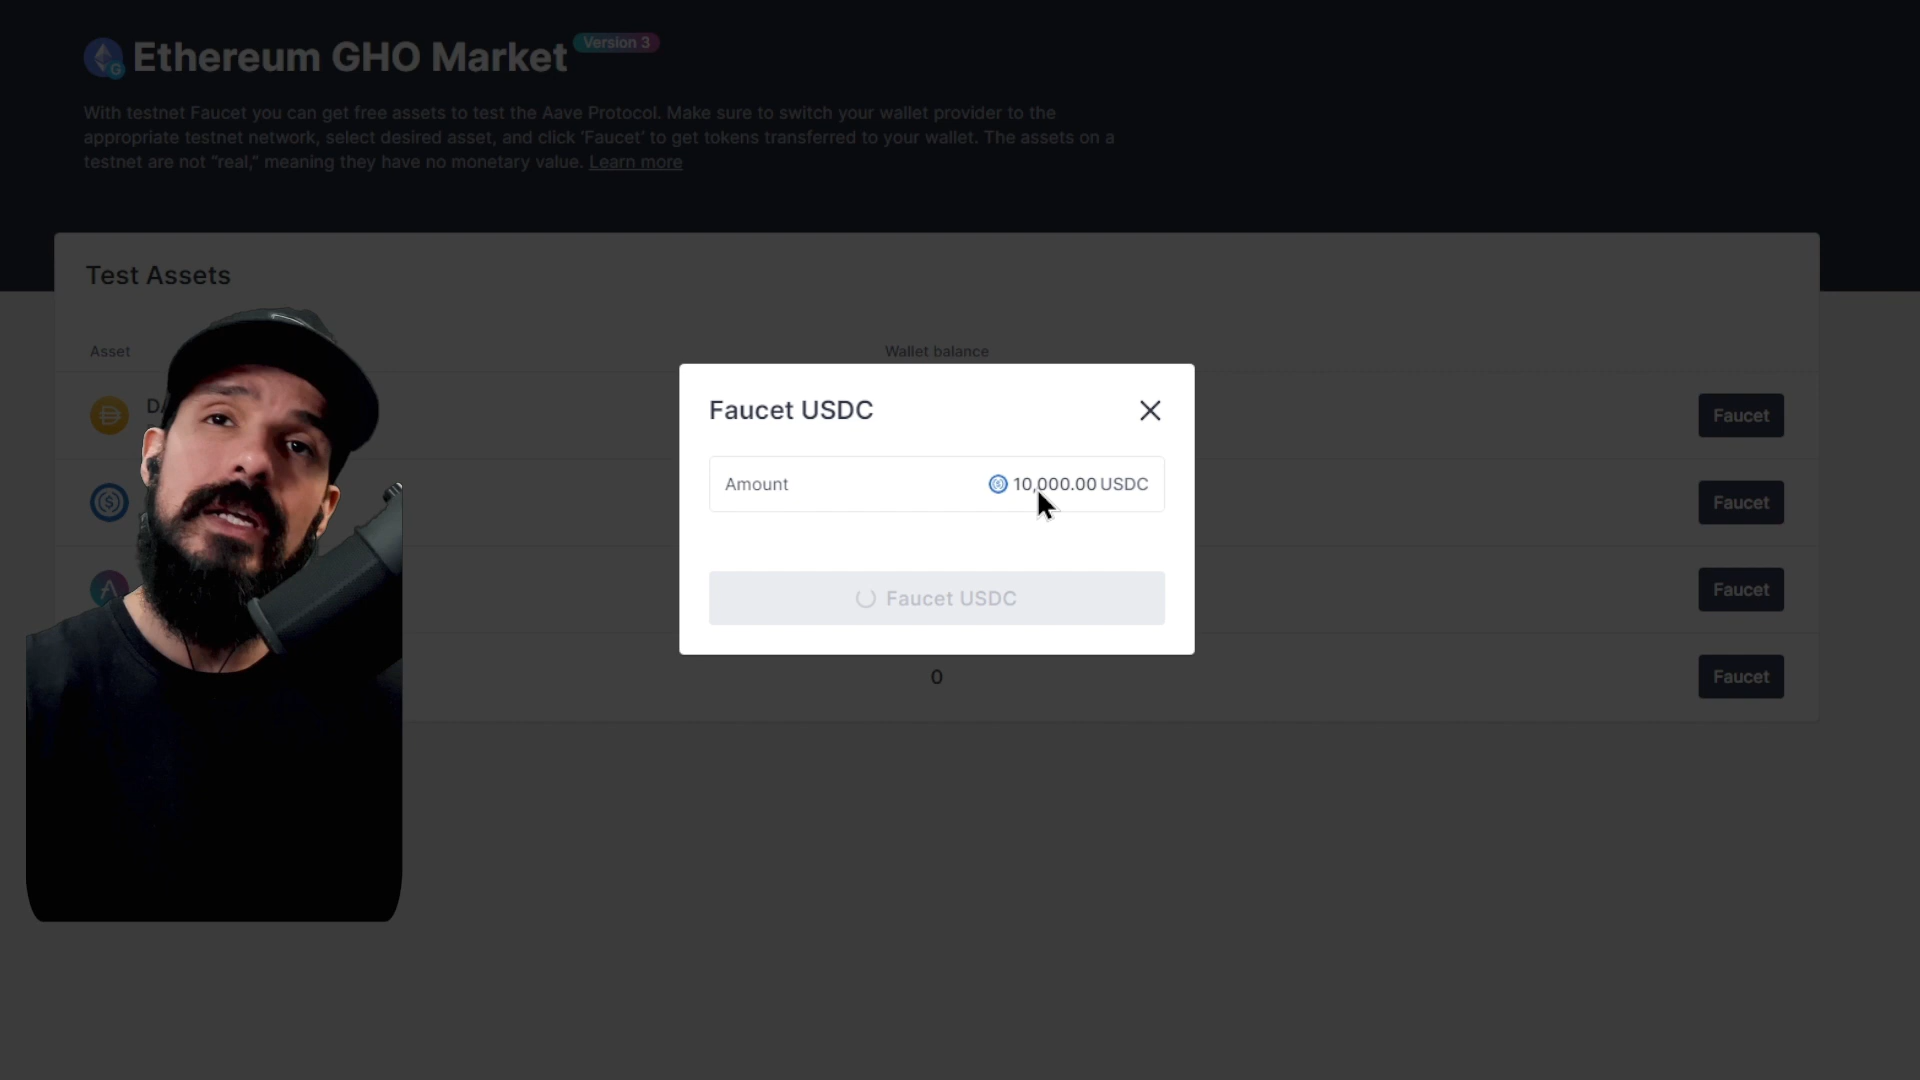 Ethereum GHO Market
Version 3
With testnet Faucet you can get free assets to test the Aave Protocol. Make sure to switch your wallet provider to the
appropriate testnet network, select desired asset, and click ‘Faucet’ to get tokens transferred to your wallet. The assets on a
testnet are not “real,” meaning they have no monetary value. Learn more
Test Assets
Asset
Wallet balance
Faucet
Faucet USDC
Amount
10,000.00 USDC
Faucet
Faucet
Faucet USDC
0
Faucet